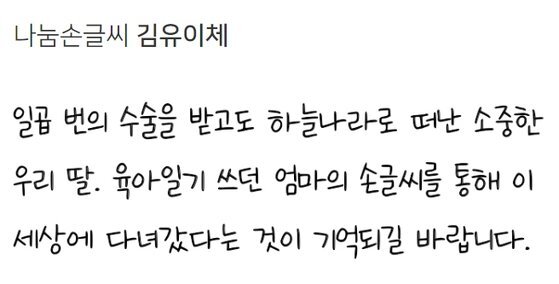 나눔손글씨 김유이체
일곱 번의 수술을 받고도 하늘나라로 떠난 소중한
우리 딸. 육아일기 쓰던 엄마의 손글씨를 통해 이
세상에 다녀갔다는 것이 기억되길 바랍니다.